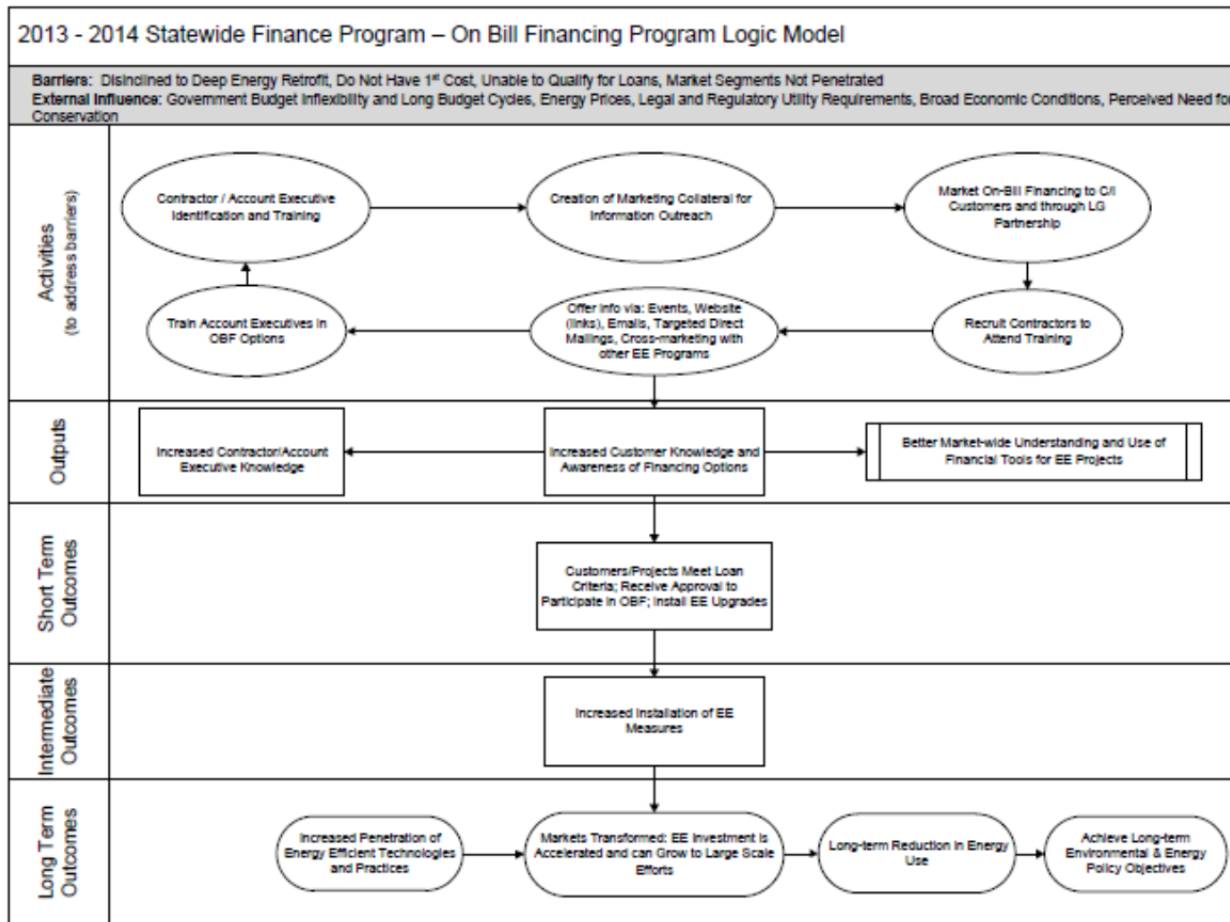 2013 - 2014 Statewide Finance Program – On Bill Financing Program Logic Model
Barriers: Disinclined to Deep Energy Retrofit, Do Not Have 1st Cost, Unable to Qualify for Loans, Market Segments Not Penetrated
External Influence: Government Budget Inflexibility and Long Budget Cycles, Energy Prices, Legal and Regulatory Utility Requirements, Broad Economic Conditions, Perceived Need for
Conservation
Activities
(to address barriers)
Contractor / Account Executive
Identification and Training
Creation of Marketing Collateral for
Information Outreach
Market On-Bill Financing to C/I
Customers and through LG
Partnership
Train Account Executives in
OBF Options
Offer info via: Events, Website
(links), Emails, Targeted Direct
Mailings, Cross-marketing with
other EE Programs
Recruit Contractors to
Attend Training
Outputs
Increased Contractor/Account
Executive Knowledge
Increased Customer Knowledge and
Awareness of Financing Options
Better Market-wide Understanding and Use of
Financial Tools for EE Projects
Short Term
Outcomes
Customers/Projects Meet Loan
Criteria; Receive Approval to
Participate in OBF; Install EE Upgrades
Intermediate
Outcomes
Increased Installation of EE
Measures
Long Term
Outcomes
Increased Penetration of
Energy Efficient Technologies
and Practices
Markets Transformed: EE Investment is
Accelerated and can Grow to Large Scale
Efforts
Long-term Reduction in Energy
Use
Achieve Long-term
Environmental & Energy
Policy Objectives